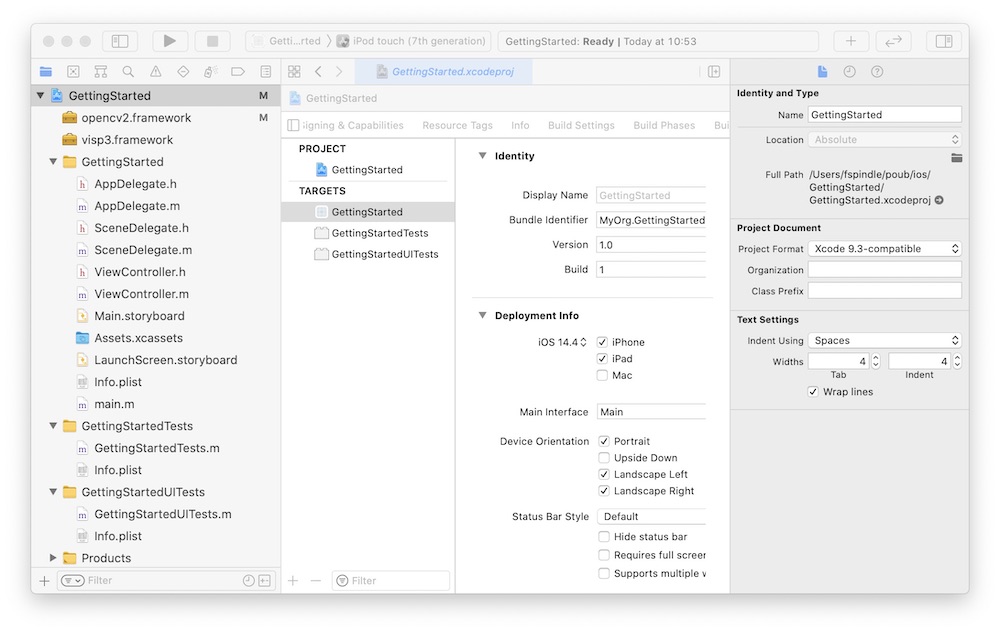 Getti...rted
iPod touch (7th generation)
GettingStarted: Ready | Today at 10:53
GettingStarted.xcodeproj
GettingStarted M
opencv2.framework M
visp3.framework
GettingStarted
h AppDelegate.h
m AppDelegate.m
h SceneDelegate.h
m SceneDelegate.m
h ViewController.h
m ViewController.m
Main.storyboard
Assets.xcassets
LaunchScreen.storyboard
Info.plist
m main.m
GettingStartedTests
m GettingStartedTests.m
Info.plist
GettingStartedUITests
m GettingStartedUITests.m
Info.plist
Products
Filter
GettingStarted
igning & Capabilities Resource Tags Info Build Settings Build Phases Bui
PROJECT
GettingStarted
TARGETS
GettingStarted
GettingStartedTests
GettingStartedUITests
Filter
Identity
Display Name GettingStarted
Bundle Identifier MyOrg.GettingStarted
Version 1.0
Build 1
Deployment Info
iOS 14.4 iPhone
iPad
Mac
Main Interface Main
Device Orientation Portrait
Upside Down
Landscape Left
Landscape Right
Status Bar Style Default
Hide status bar
Requires full screen
Supports multiple w
Identity and Type
Name GettingStarted
Location Absolute
Full Path /Users/fspindle/poub/ios/
GettingStarted/
GettingStarted.xcodeproj
Project Document
Project Format Xcode 9.3-compatible
Organization
Class Prefix
Text Settings
Indent Using Spaces
Widths 4 4
Tab Indent
Wrap lines